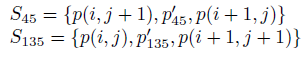 S₄₅ = {p(i, j + 1), p′₄₅, p(i + 1, j)}
S₁₃₅ = {p(i, j), p′₁₃₅, p(i + 1, j + 1)}